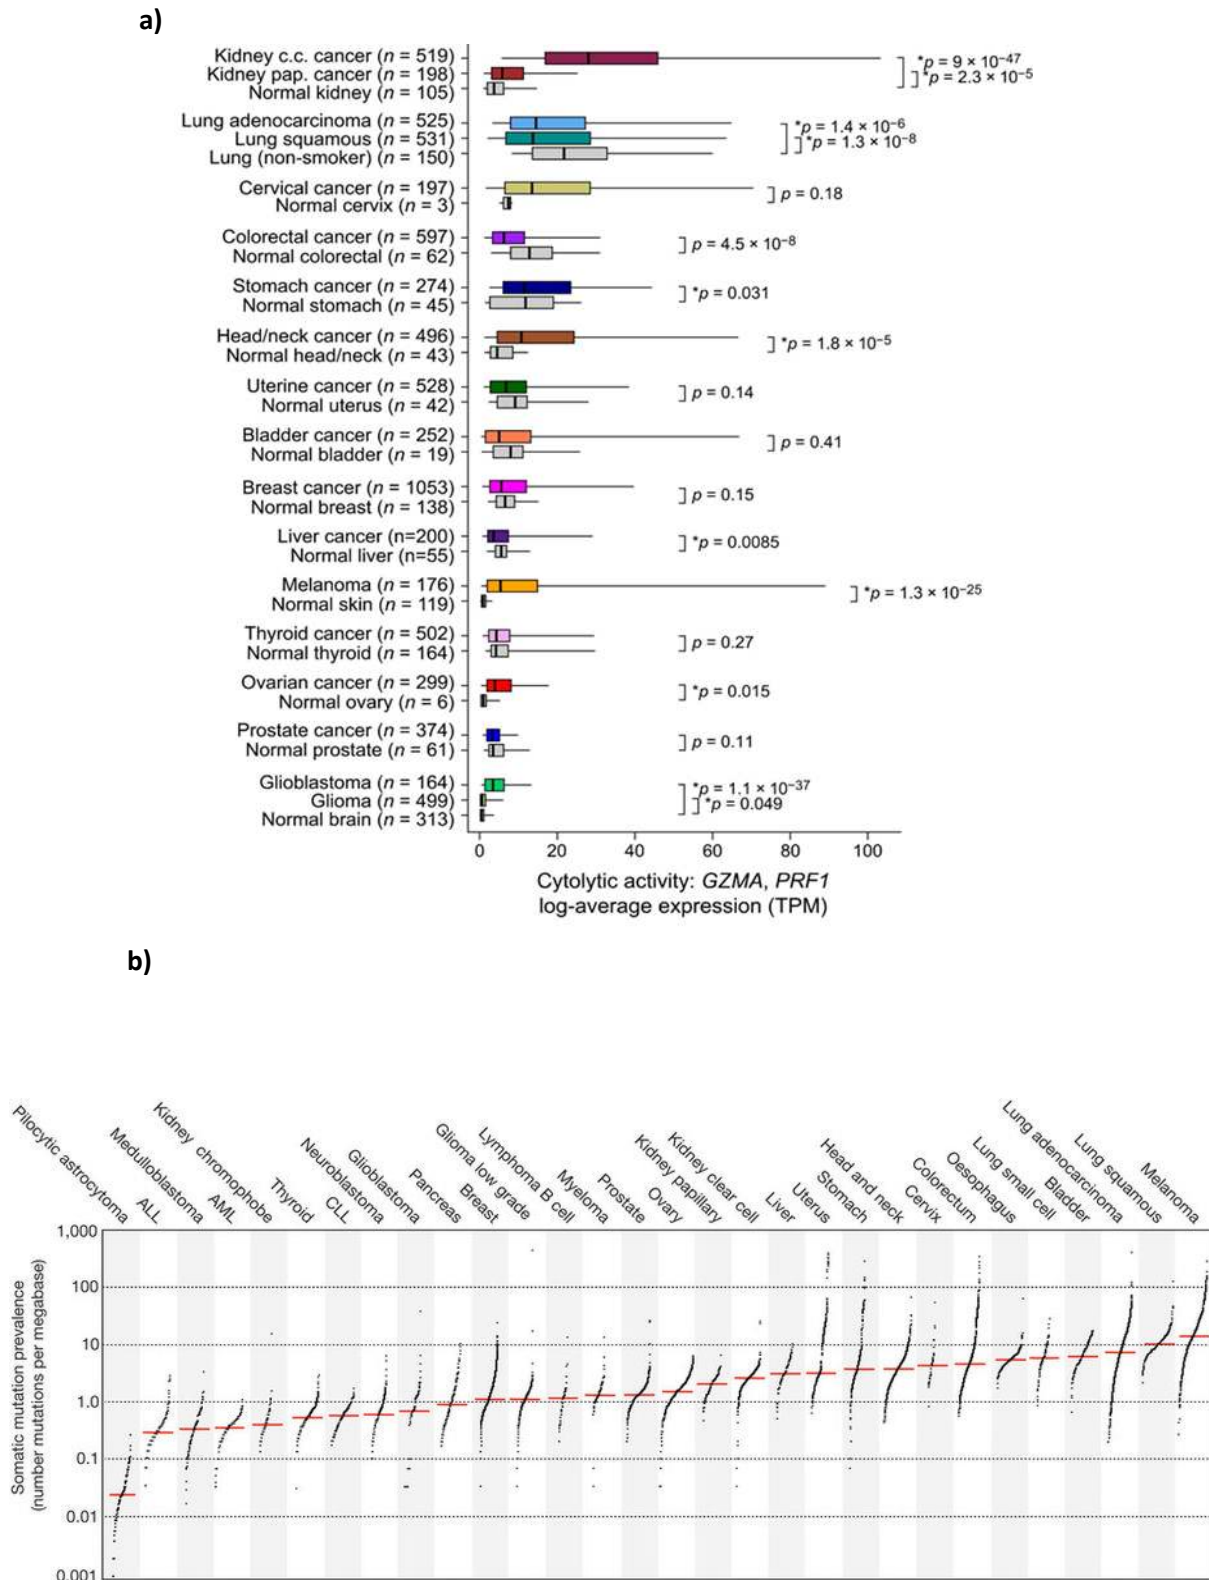 a)
Kidney c.c. cancer (n = 519)
Kidney pap. cancer (n = 198)
Normal kidney (n = 105)
*p = 9 × 10−47
*p = 2.3 × 10−5
Lung adenocarcinoma (n = 525)
Lung squamous (n = 531)
Lung (non-smoker) (n = 150)
*p = 1.4 × 10−6
*p = 1.3 × 10−8
Cervical cancer (n = 197)
Normal cervix (n = 3)
p = 0.18
Colorectal cancer (n = 597)
Normal colorectal (n = 62)
p = 4.5 × 10−8
Stomach cancer (n = 274)
Normal stomach (n = 45)
*p = 0.031
Head/neck cancer (n = 496)
Normal head/neck (n = 43)
*p = 1.8 × 10−5
Uterine cancer (n = 528)
Normal uterus (n = 42)
p = 0.14
Bladder cancer (n = 252)
Normal bladder (n = 19)
p = 0.41
Breast cancer (n = 1053)
Normal breast (n = 138)
p = 0.15
Liver cancer (n=200)
Normal liver (n=55)
*p = 0.0085
Melanoma (n = 176)
Normal skin (n = 119)
*p = 1.3 × 10−25
Thyroid cancer (n = 502)
Normal thyroid (n = 164)
p = 0.27
Ovarian cancer (n = 299)
Normal ovary (n = 6)
*p = 0.015
Prostate cancer (n = 374)
Normal prostate (n = 61)
p = 0.11
Glioblastoma (n = 164)
Glioma (n = 499)
Normal brain (n = 313)
*p = 1.1 × 10−37
*p = 0.049
0 20 40 60 80 100
Cytolytic activity: GZMA, PRF1
log-average expression (TPM)
b)
Pilocytic astrocytoma
ALL
Medulloblastoma
AML
Kidney chromophobe
Thyroid
CLL
Neuroblastoma
Glioblastoma
Pancreas
Breast
Glioma low grade
Lymphoma B cell
Myeloma
Prostate
Ovary
Kidney papillary
Kidney clear cell
Liver
Uterus
Stomach
Head and neck
Cervix
Colorectum
Oesophagus
Lung small cell
Bladder
Lung adenocarcinoma
Lung squamous
Melanoma
Somatic mutation prevalence
(number mutations per megabase)
1,000
100
10
1.0
0.1
0.01
0.001